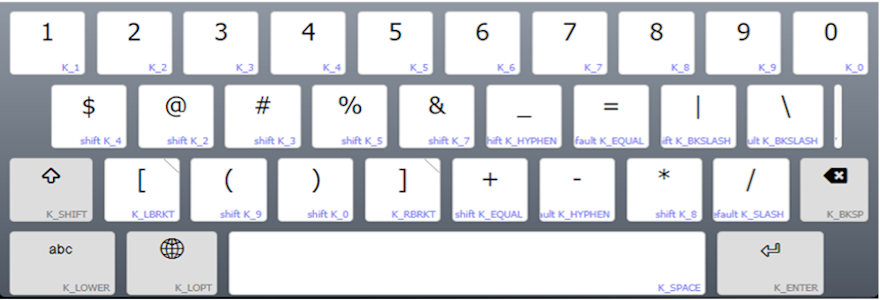 1 2 3 4 5 6 7 8 9 0
K_1 K_2 K_3 K_4 K_5 K_6 K_7 K_8 K_9 K_0
$ @ # % & _ = | \
shift K_4 shift K_2 shift K_3 shift K_5 shift K_7 hift K_HYPHEN fault K_EQUAL ift K_BKSLASH ult K_BKSLASH
[ ( ) ] + - * /
K_SHIFT K_LBRKT shift K_9 shift K_0 K_RBRKT shift K_EQUAL ult K_HYPHEN shift K_8 efault K_SLASH K_BKSP
abc
K_LOWER K_LOPT K_SPACE K_ENTER